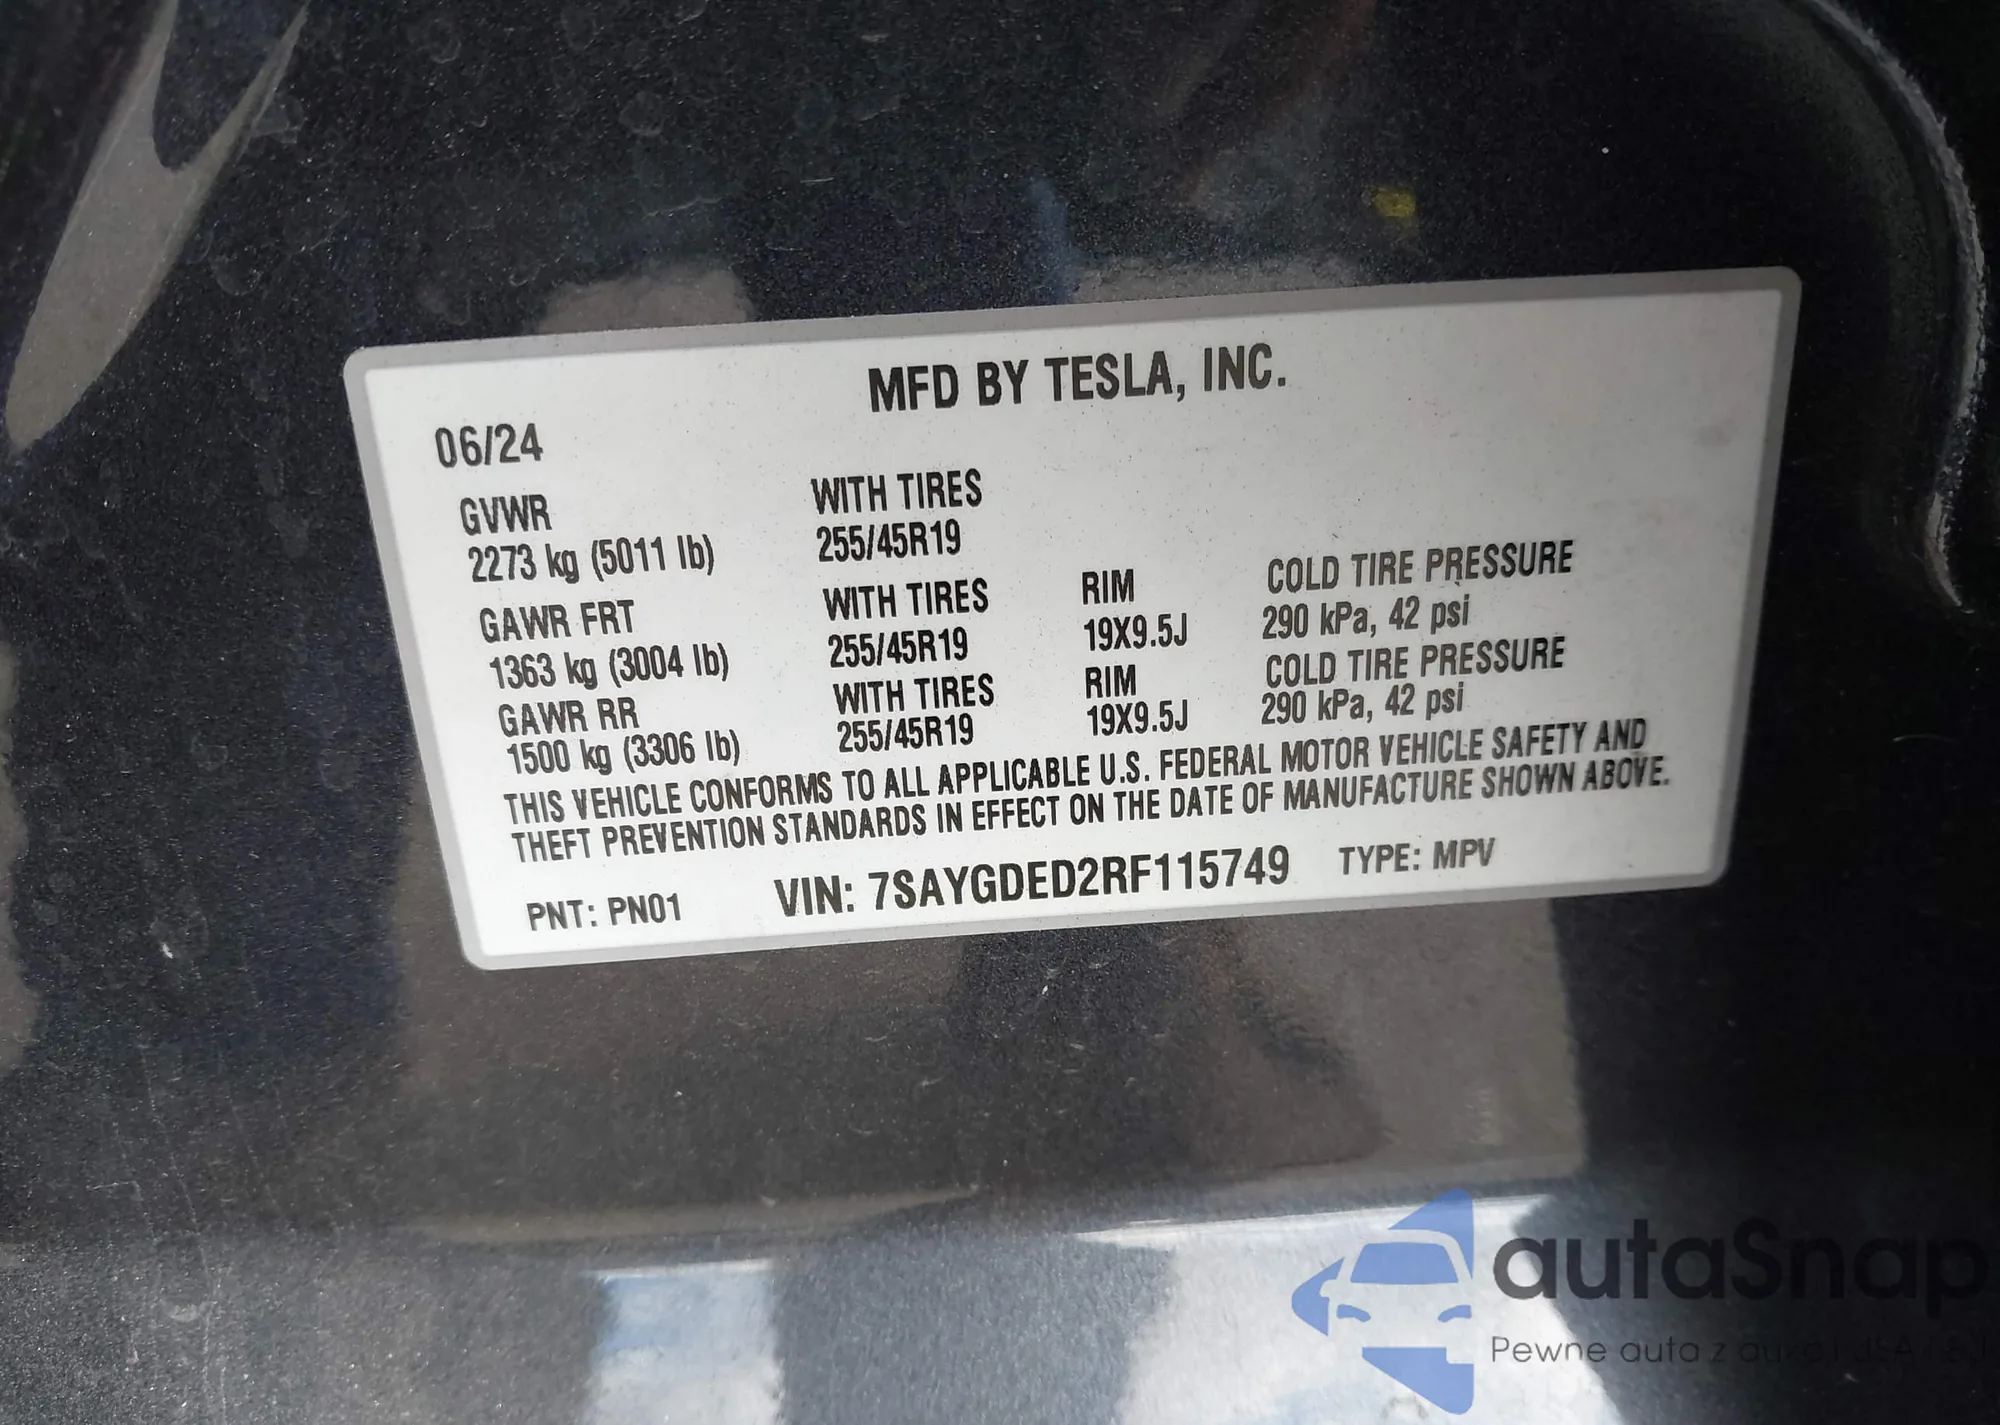 MFD BY TESLA, INC.
06/24
GVWR WITH TIRES
2273 kg (5011 lb) 255/45R19
GAWR FRT WITH TIRES RIM COLD TIRE PRESSURE
1363 kg (3004 lb) 255/45R19 19X9.5J 290 kPa, 42 psi
GAWR RR WITH TIRES RIM COLD TIRE PRESSURE
1500 kg (3306 lb) 255/45R19 19X9.5J 290 kPa, 42 psi
THIS VEHICLE CONFORMS TO ALL APPLICABLE U.S. FEDERAL MOTOR VEHICLE SAFETY AND
THEFT PREVENTION STANDARDS IN EFFECT ON THE DATE OF MANUFACTURE SHOWN ABOVE.
PNT: PN01 VIN: 7SAYGDED2RF115749 TYPE: MPV
autaSnap
Pewne auta z